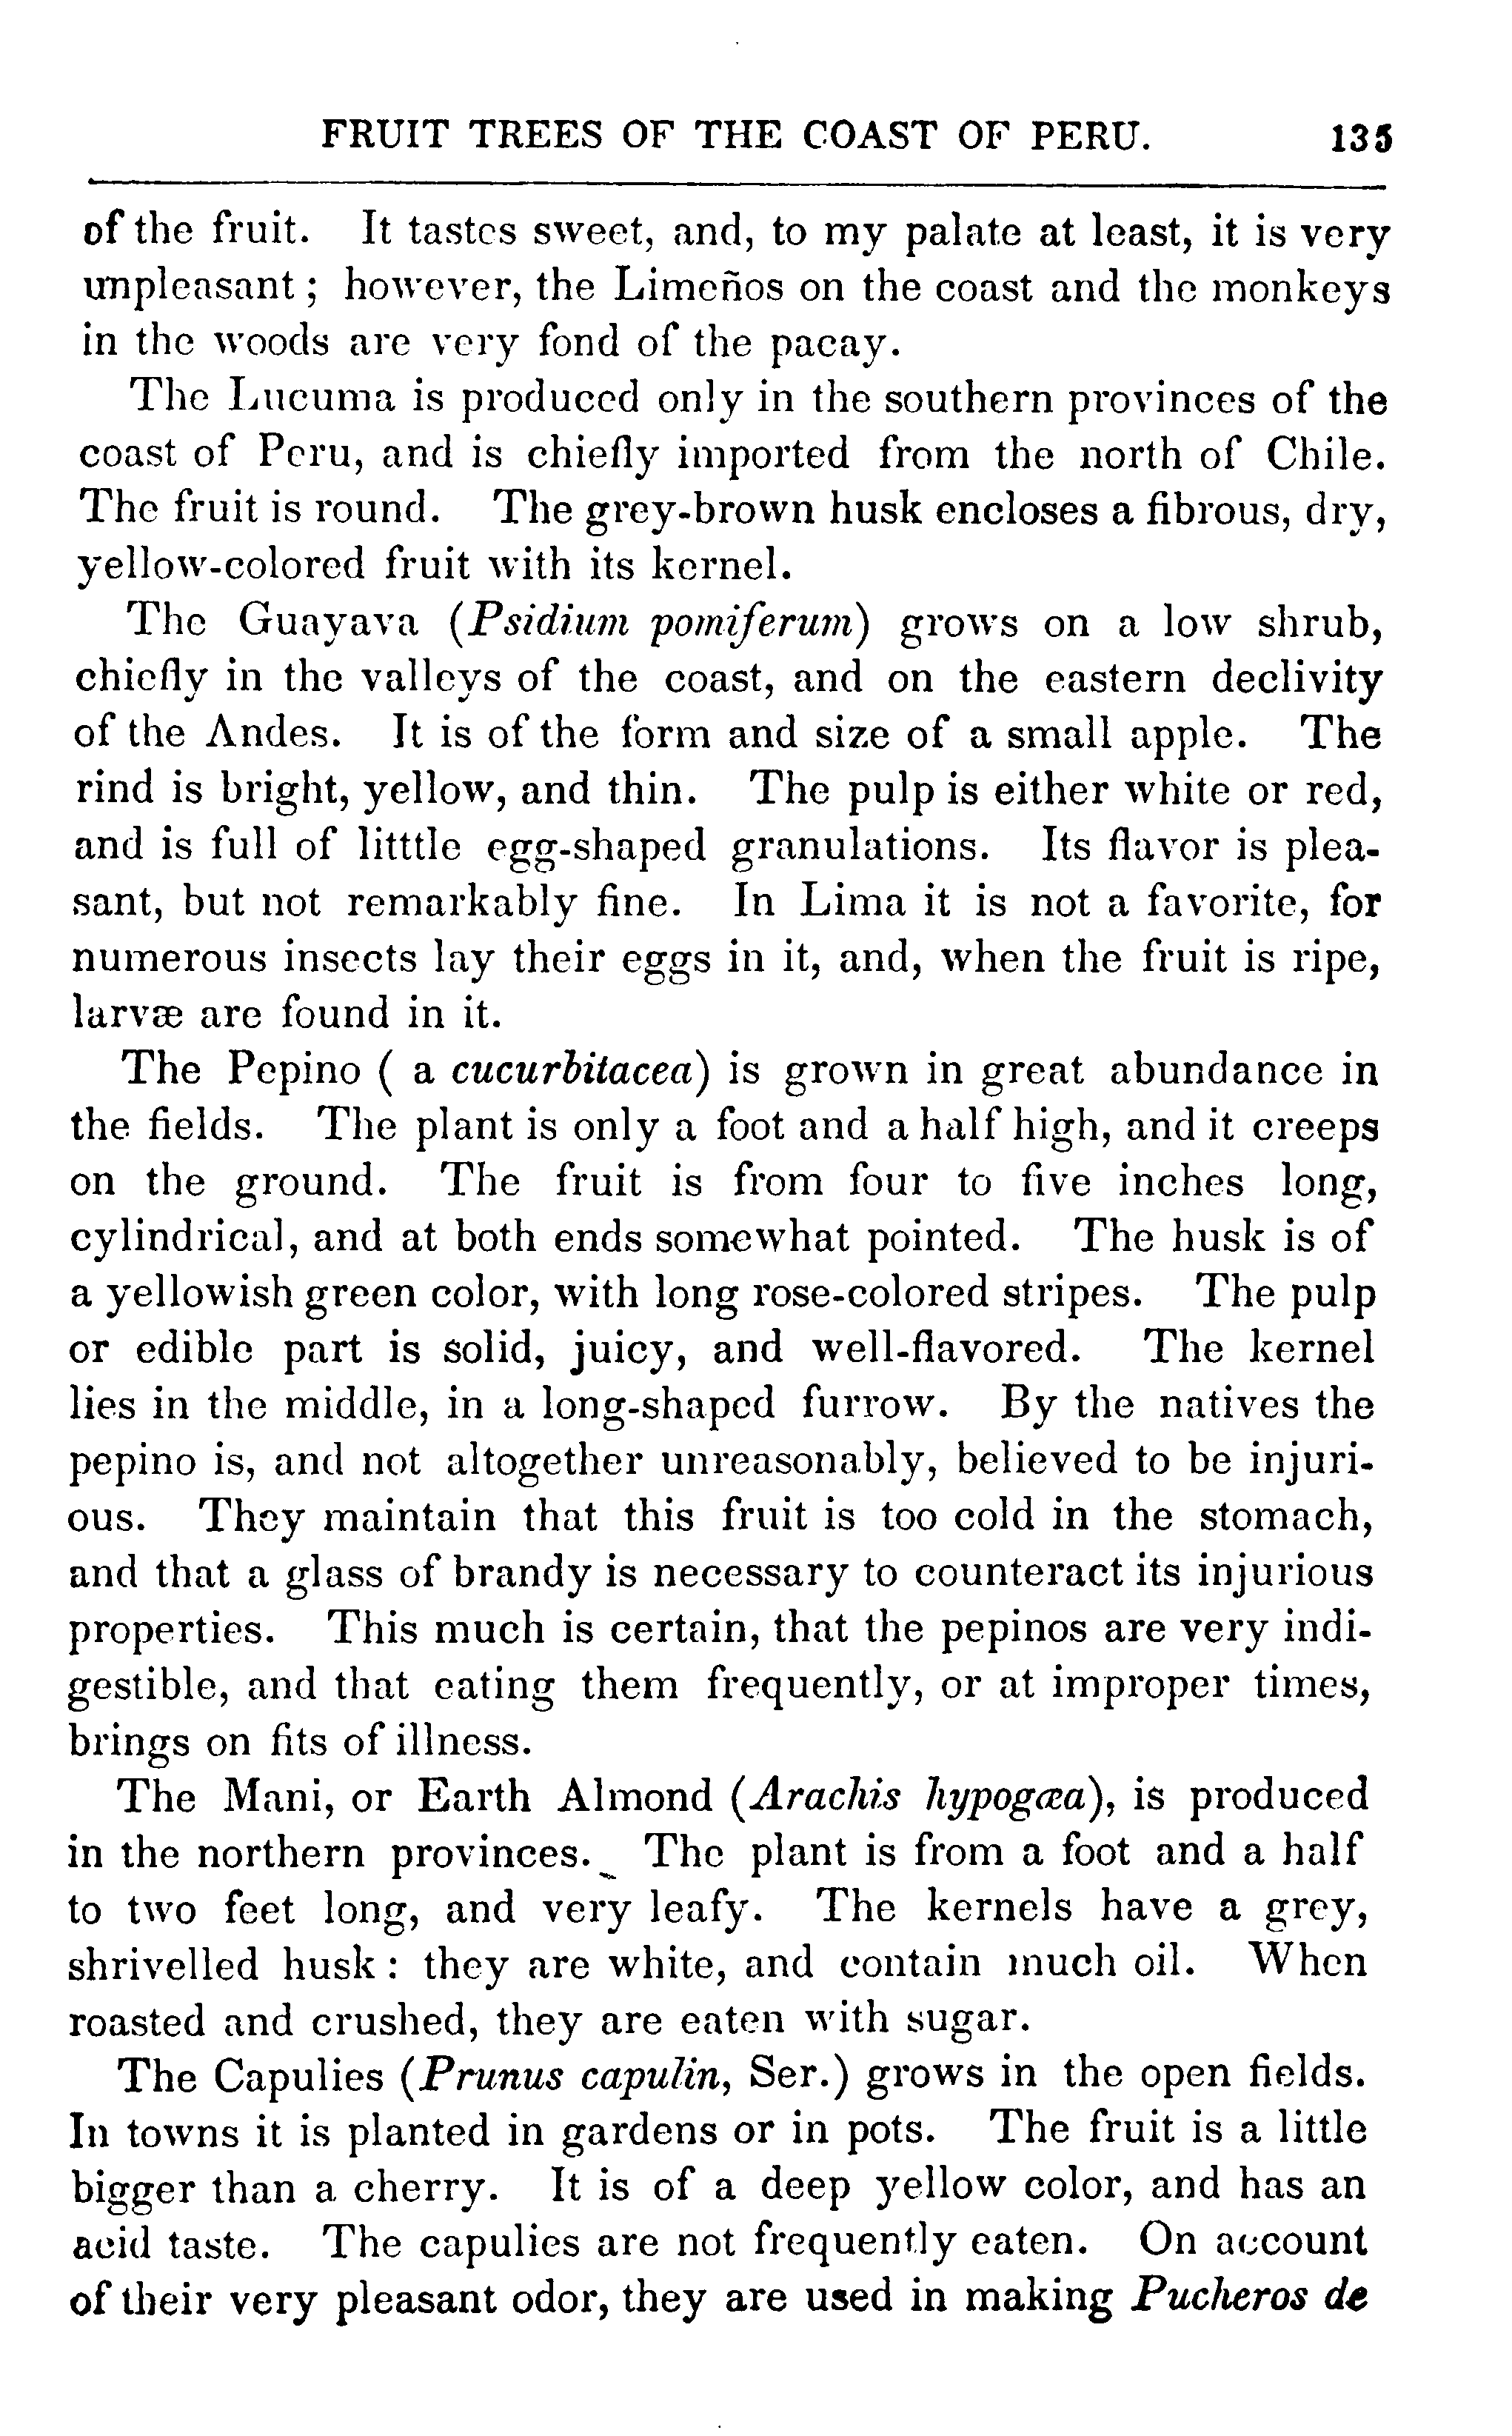 FRUIT TREES OF THE COAST OF PERU. 135
of the fruit. It tastes sweet, and, to my palate at least, it is very
unpleasant; however, the Limeños on the coast and the monkeys
in the woods are very fond of the pacay.
The Lucuma is produced only in the southern provinces of the
coast of Peru, and is chiefly imported from the north of Chile.
The fruit is round. The grey-brown husk encloses a fibrous, dry,
yellow-colored fruit with its kernel.
The Guayava (Psidium pomiferum) grows on a low shrub,
chiefly in the valleys of the coast, and on the eastern declivity
of the Andes. It is of the form and size of a small apple. The
rind is bright, yellow, and thin. The pulp is either white or red,
and is full of litttle egg-shaped granulations. Its flavor is plea-
sant, but not remarkably fine. In Lima it is not a favorite, for
numerous insects lay their eggs in it, and, when the fruit is ripe,
larvæ are found in it.
The Pepino ( a cucurbitacea) is grown in great abundance in
the fields. The plant is only a foot and a half high, and it creeps
on the ground. The fruit is from four to five inches long,
cylindrical, and at both ends somewhat pointed. The husk is of
a yellowish green color, with long rose-colored stripes. The pulp
or edible part is solid, juicy, and well-flavored. The kernel
lies in the middle, in a long-shaped furrow. By the natives the
pepino is, and not altogether unreasonably, believed to be injuri-
ous. They maintain that this fruit is too cold in the stomach,
and that a glass of brandy is necessary to counteract its injurious
properties. This much is certain, that the pepinos are very indi-
gestible, and that eating them frequently, or at improper times,
brings on fits of illness.
The Mani, or Earth Almond (Arachis hypogæa), is produced
in the northern provinces. The plant is from a foot and a half
to two feet long, and very leafy. The kernels have a grey,
shrivelled husk: they are white, and contain much oil. When
roasted and crushed, they are eaten with sugar.
The Capulies (Prunus capulin, Ser.) grows in the open fields.
In towns it is planted in gardens or in pots. The fruit is a little
bigger than a cherry. It is of a deep yellow color, and has an
acid taste. The capulies are not frequently eaten. On account
of their very pleasant odor, they are used in making Pucheros de